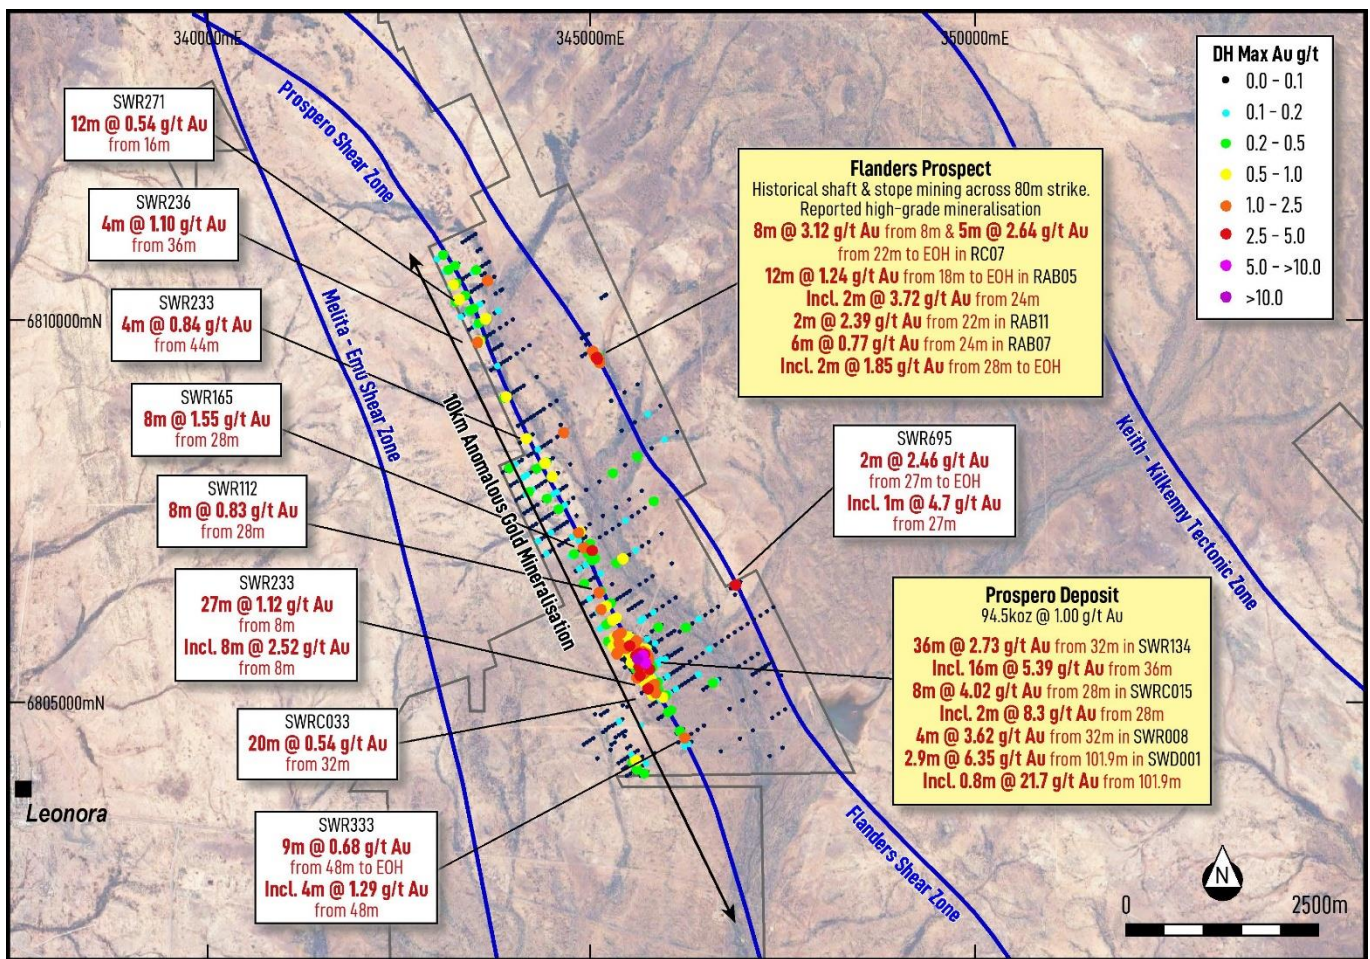 340000mE
345000mE
350000mE
6810000mN
6805000mN
DH Max Au g/t
0.0 - 0.1
0.1 - 0.2
0.2 - 0.5
0.5 - 1.0
1.0 - 2.5
2.5 - 5.0
5.0 - >10.0
>10.0
SWR271
12m @ 0.54 g/t Au
from 16m
SWR236
4m @ 1.10 g/t Au
from 36m
SWR233
4m @ 0.84 g/t Au
from 44m
SWR165
8m @ 1.55 g/t Au
from 28m
SWR112
8m @ 0.83 g/t Au
from 28m
SWR233
27m @ 1.12 g/t Au
from 8m
Incl. 8m @ 2.52 g/t Au
from 8m
SWRC033
20m @ 0.54 g/t Au
from 32m
SWR333
9m @ 0.68 g/t Au
from 48m to EOH
Incl. 4m @ 1.29 g/t Au
from 48m
Leonora
Prospero Shear Zone
Melita - Emu Shear Zone
10km Anomalous Gold Mineralisation
Flanders Prospect
Historical shaft & stope mining across 80m strike.
Reported high-grade mineralisation
8m @ 3.12 g/t Au from 8m & 5m @ 2.64 g/t Au
from 22m to EOH in RC07
12m @ 1.24 g/t Au from 18m to EOH in RAB05
Incl. 2m @ 3.72 g/t Au from 24m
2m @ 2.39 g/t Au from 22m in RAB11
6m @ 0.77 g/t Au from 24m in RAB07
Incl. 2m @ 1.85 g/t Au from 28m to EOH
SWR695
2m @ 2.46 g/t Au
from 27m to EOH
Incl. 1m @ 4.7 g/t Au
from 27m
Keith - Kilkenny Tectonic Zone
Prospero Deposit
94.5koz @ 1.00 g/t Au
36m @ 2.73 g/t Au from 32m in SWR134
Incl. 16m @ 5.39 g/t Au from 36m
8m @ 4.02 g/t Au from 28m in SWRC015
Incl. 2m @ 8.3 g/t Au from 28m
4m @ 3.62 g/t Au from 32m in SWR008
2.9m @ 6.35 g/t Au from 101.9m in SWD001
Incl. 0.8m @ 21.7 g/t Au from 101.9m
Flanders Shear Zone
N
0
2500m